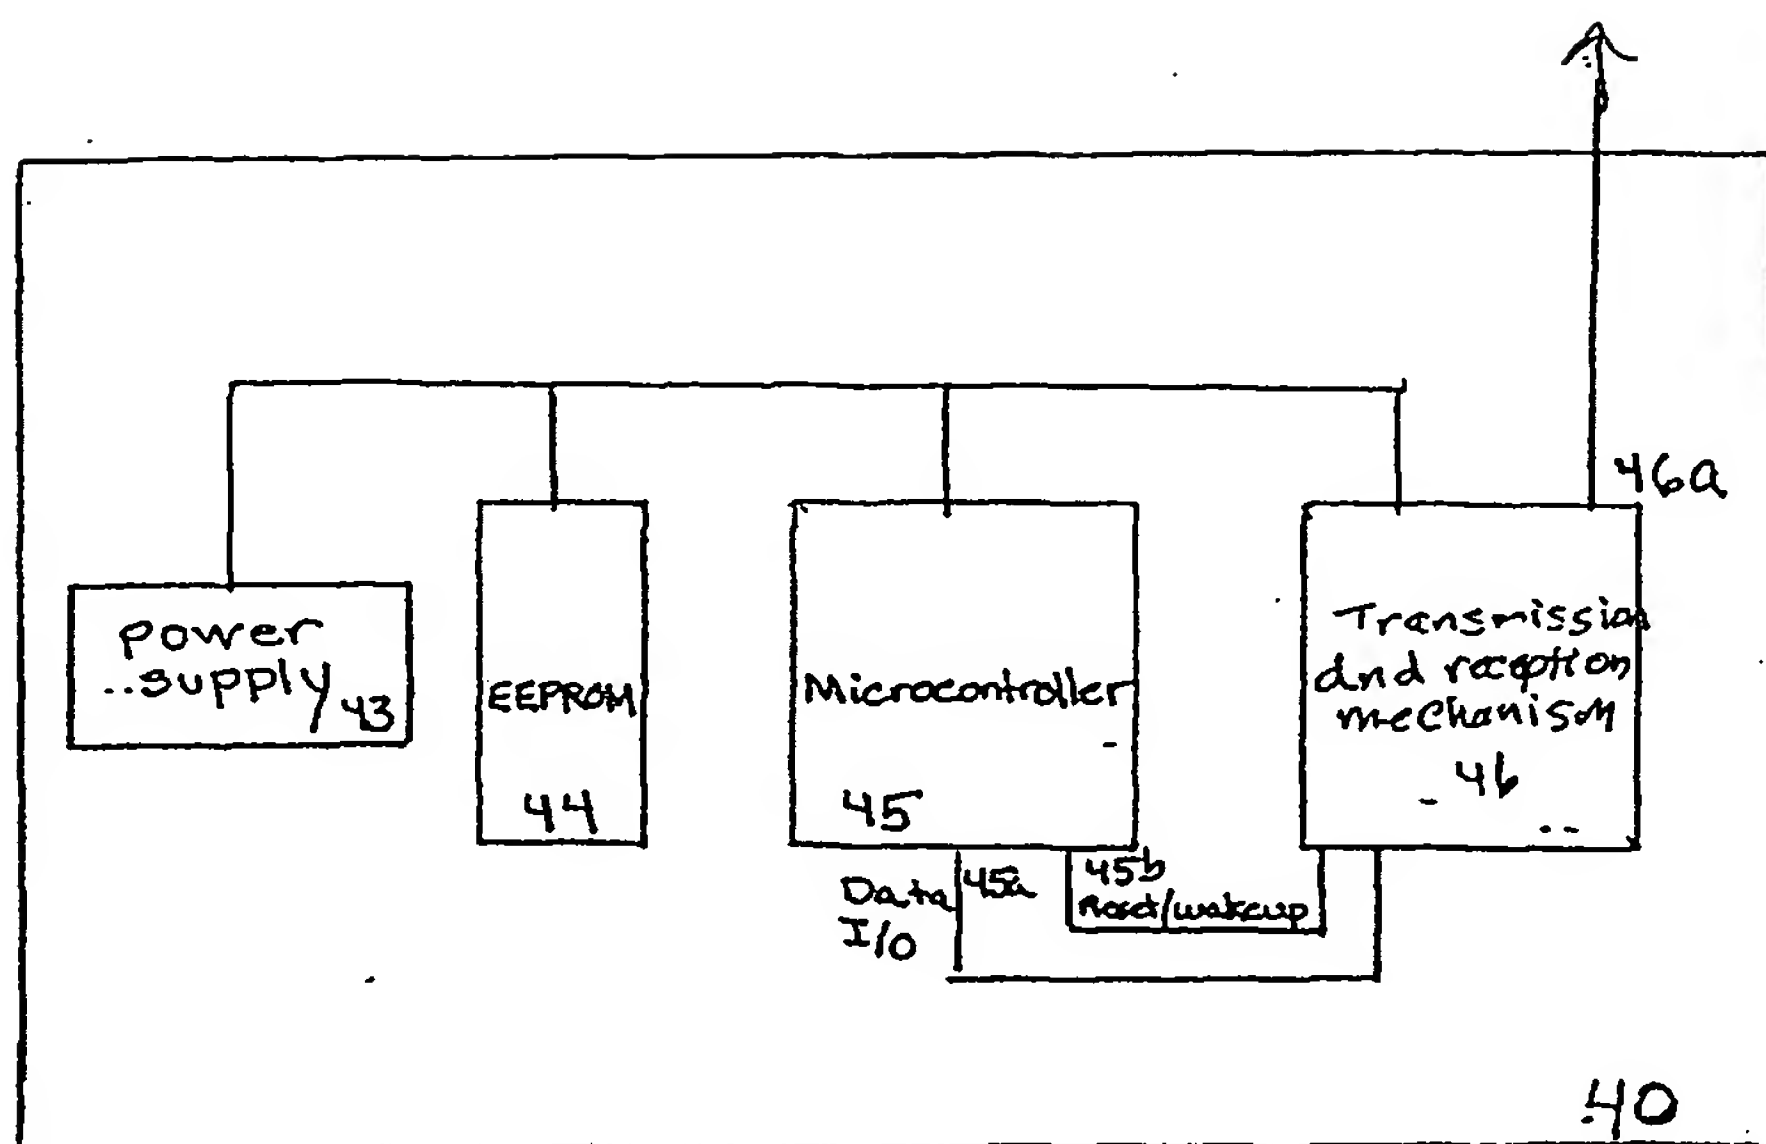 46a
power
supply
43
EEPROM
44
Microcontroller
45
Transmission
and reception
mechanism
46
Data
I/O
45a
45b
Reset/wakeup
40